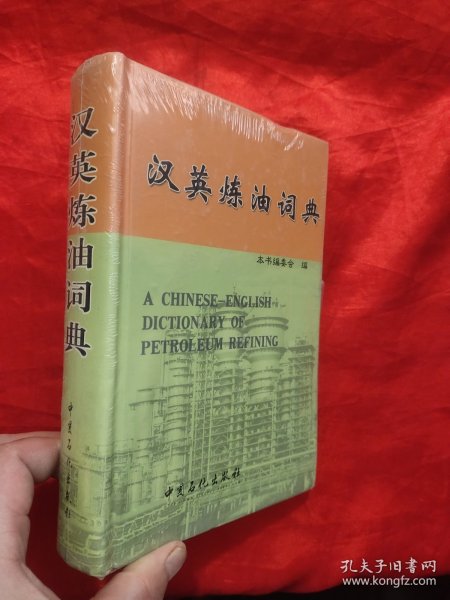 汉英炼油词典
中国石化出版社
汉英炼油词典
本书编委会 编
A CHINESE-ENGLISH
DICTIONARY OF
PETROLEUM REFINING
中国石化出版社
孔夫子旧书网
www.kongfz.com